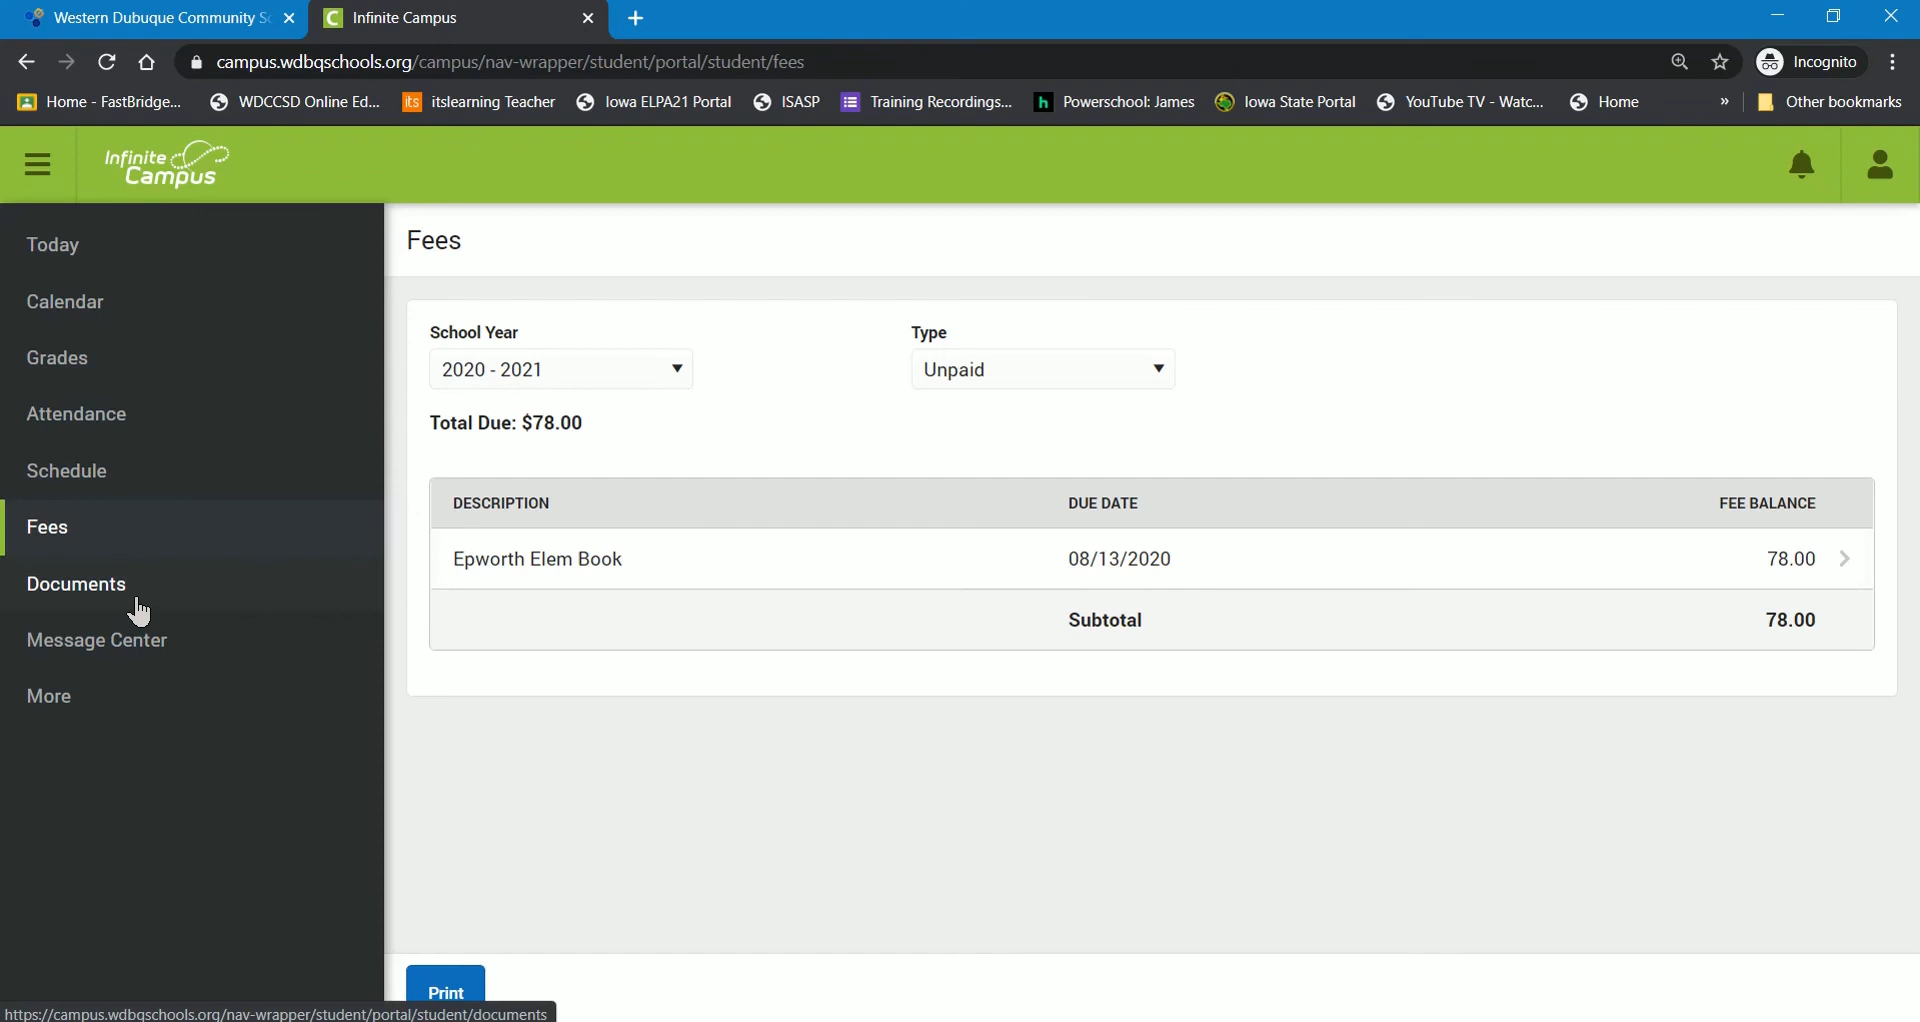 Western Dubuque Community S
Infinite Campus
campus.wdbqschools.org/campus/nav-wrapper/student/portal/student/fees
Incognito
Home - FastBridge...
WDCCSD Online Ed...
its
itslearning Teacher
Iowa ELPA21 Portal
ISASP
Training Recordings...
h
Powerschool: James
Iowa State Portal
YouTube TV - Watc...
Home
»
Other bookmarks
Infinite
Campus
Today
Calendar
Grades
Attendance
Schedule
Fees
Documents
Message Center
More
Fees
School Year
Type
2020 - 2021
Unpaid
Total Due: $78.00
DESCRIPTION DUE DATE FEE BALANCE
Epworth Elem Book 08/13/2020 78.00
Subtotal 78.00
Print
https://campus.wdbqschools.org/nav-wrapper/student/portal/student/documents